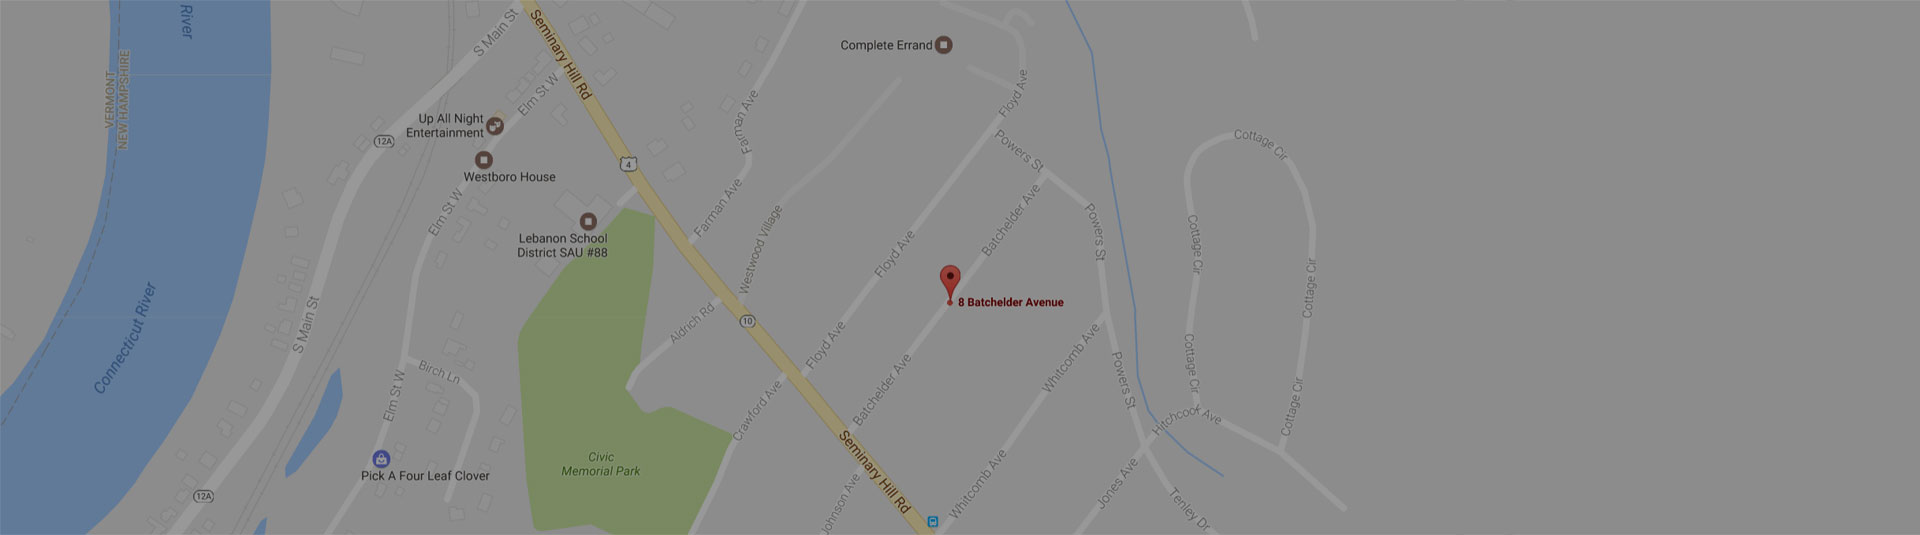 River
S Main St
Seminary Hill Rd
Complete Errand
VERMONT
NEW HAMPSHIRE
Elm St W
Farman Ave
Floyd Ave
Up All Night
Entertainment
12A
4
Powers St
Cottage Cir
Westboro House
Elm St W
Farman Ave
Batchelder Ave
Lebanon School
District SAU #88
Westwood Village
Floyd Ave
Powers St
Cottage Cir
Cottage Cir
8 Batchelder Avenue
Connecticut River
S Main St
Aldrich Rd
10
Floyd Ave
Whitcomb Ave
Cottage Cir
Birch Ln
Elm St W
Crawford Ave
Batchelder Ave
Powers St
Hitchcock Ave
Cottage Cir
Civic
Memorial Park
Seminary Hill Rd
Pick A Four Leaf Clover
12A
Johnson Ave
Whitcomb Ave
Jones Ave
Tenley Dr